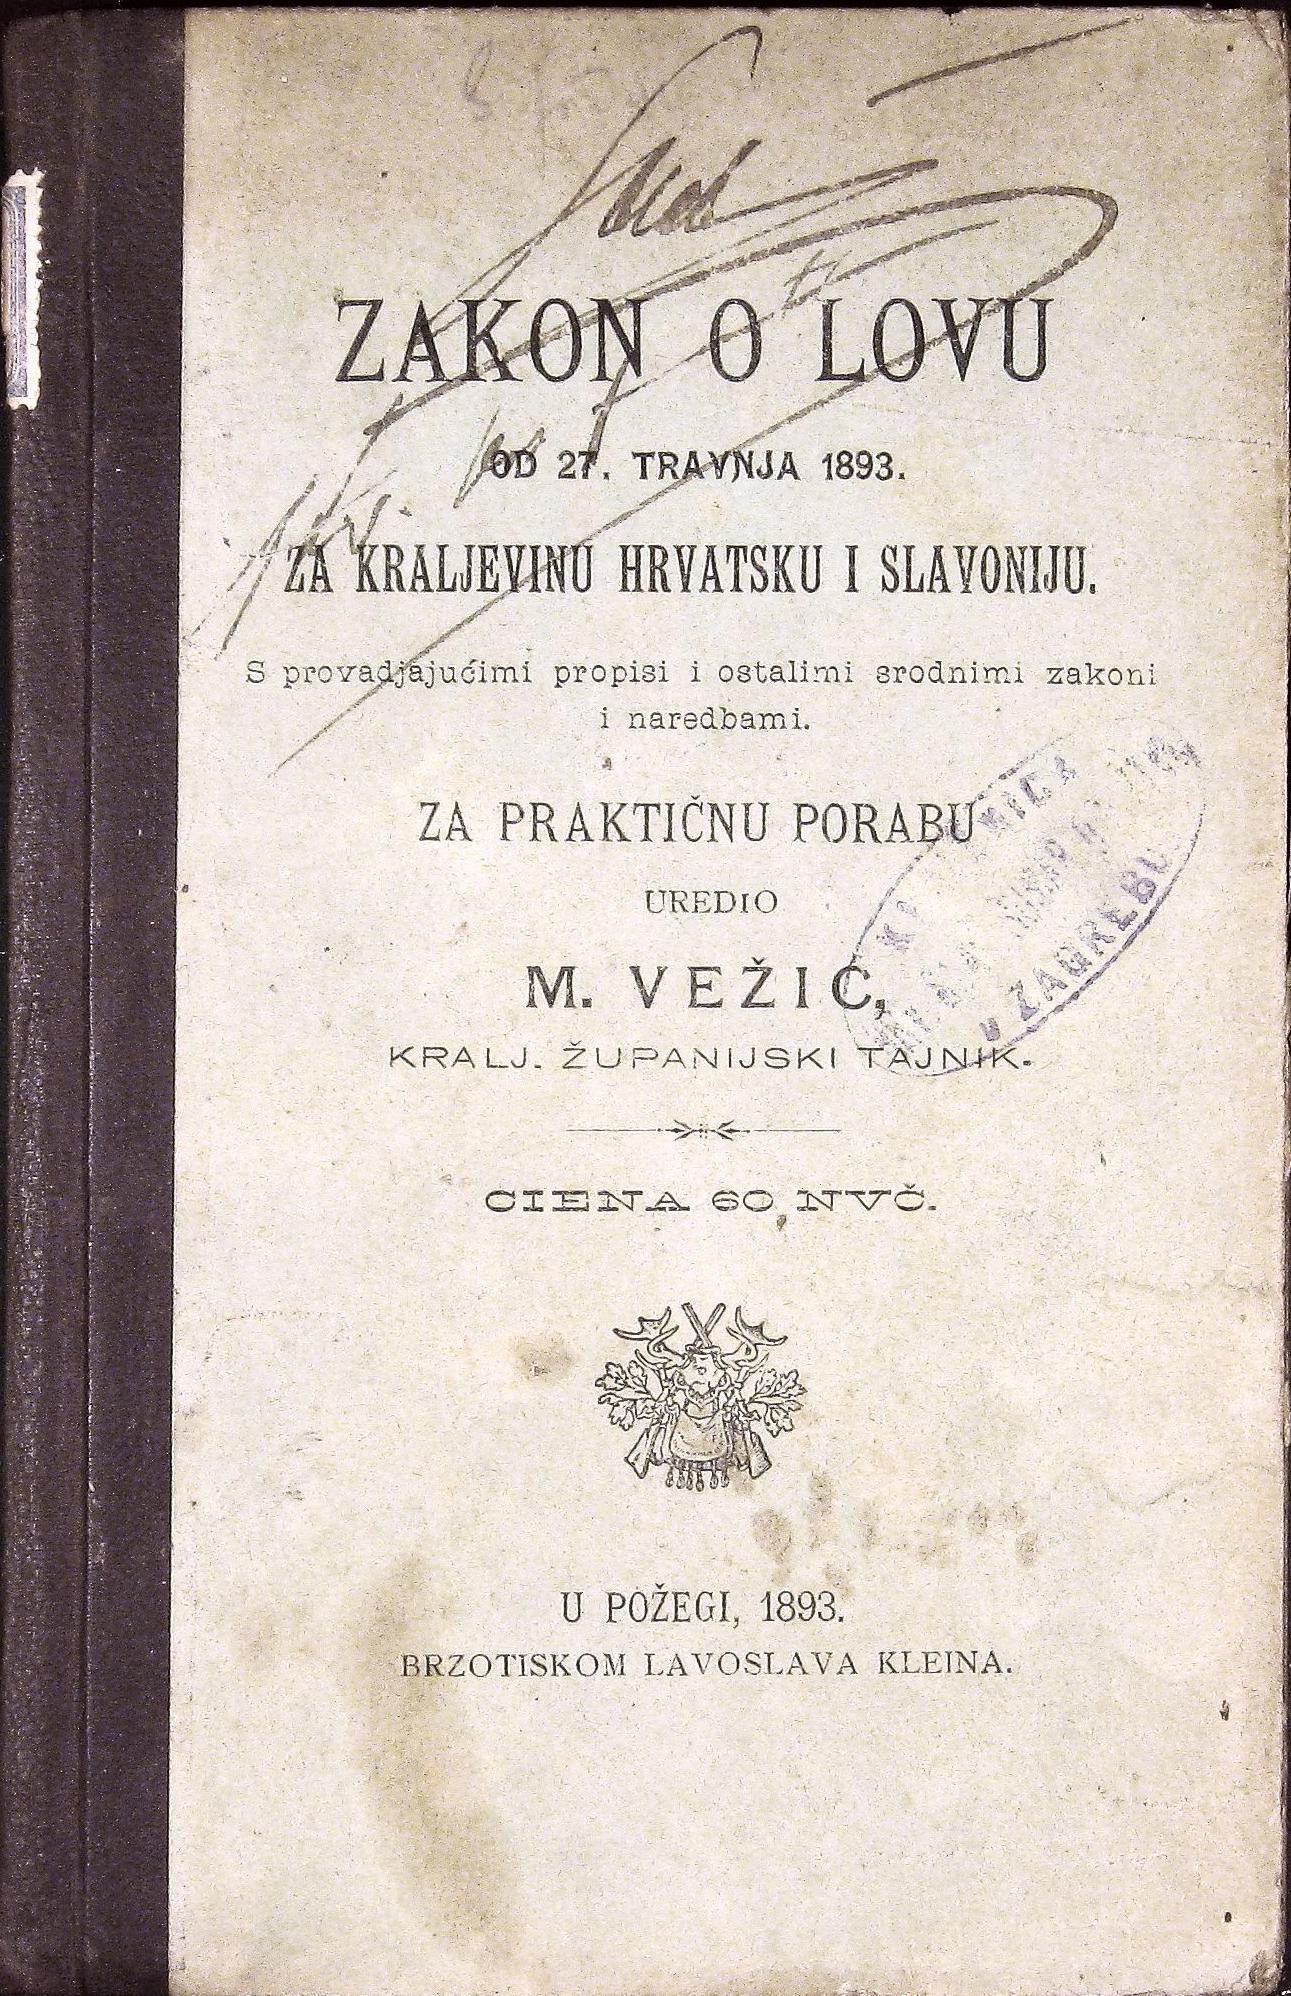 ZAKON O LOVU
OD 27. TRAVNJA 1893.
ZA KRALJEVINU HRVATSKU I SLAVONIJU.
S provadjajućimi propisi i ostalimi srodnimi zakoni
i naredbami.
ZA PRAKTIČNU PORABU
UREDIO
M. VEŽIĆ,
KRALJ. ŽUPANIJSKI TAJNIK.
CIENA 60 NVČ.
U POŽEGI, 1893.
BRZOTISKOM LAVOSLAVA KLEINA.
U ZAGREBU